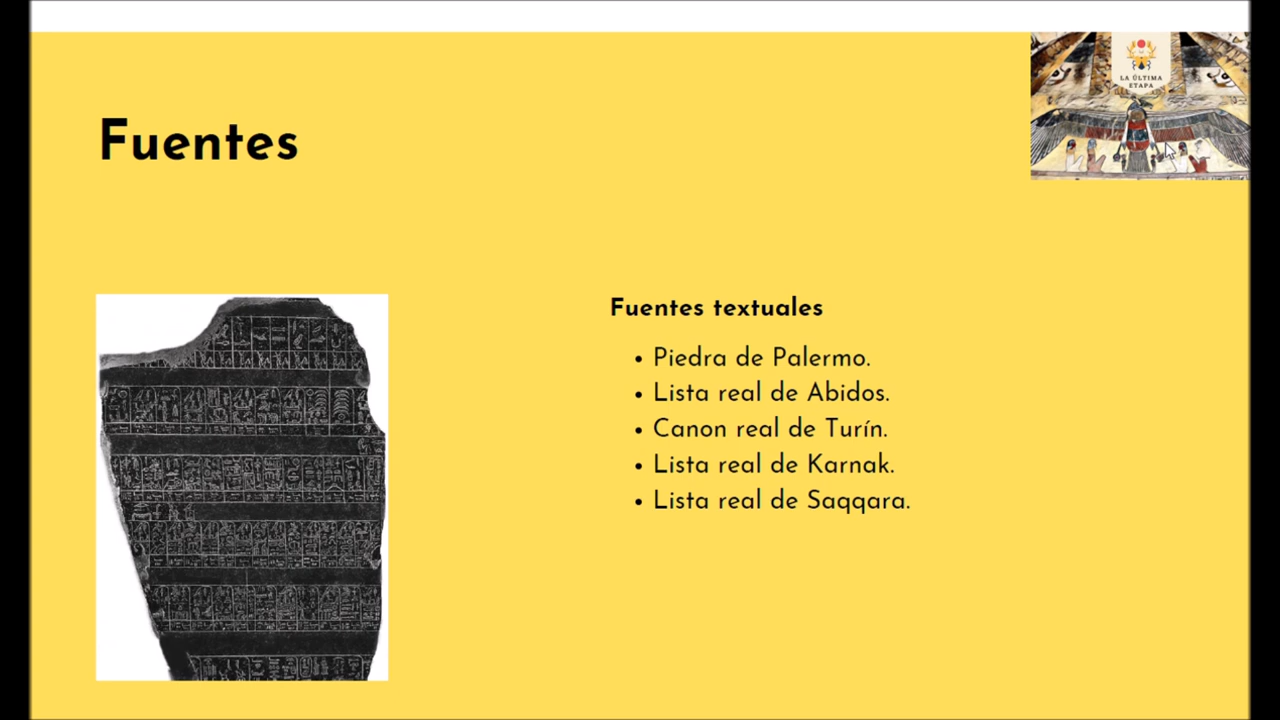 LA ÚLTIMA
ETAPA
Fuentes
Fuentes textuales
• Piedra de Palermo.
• Lista real de Abidos.
• Canon real de Turín.
• Lista real de Karnak.
• Lista real de Saqqara.